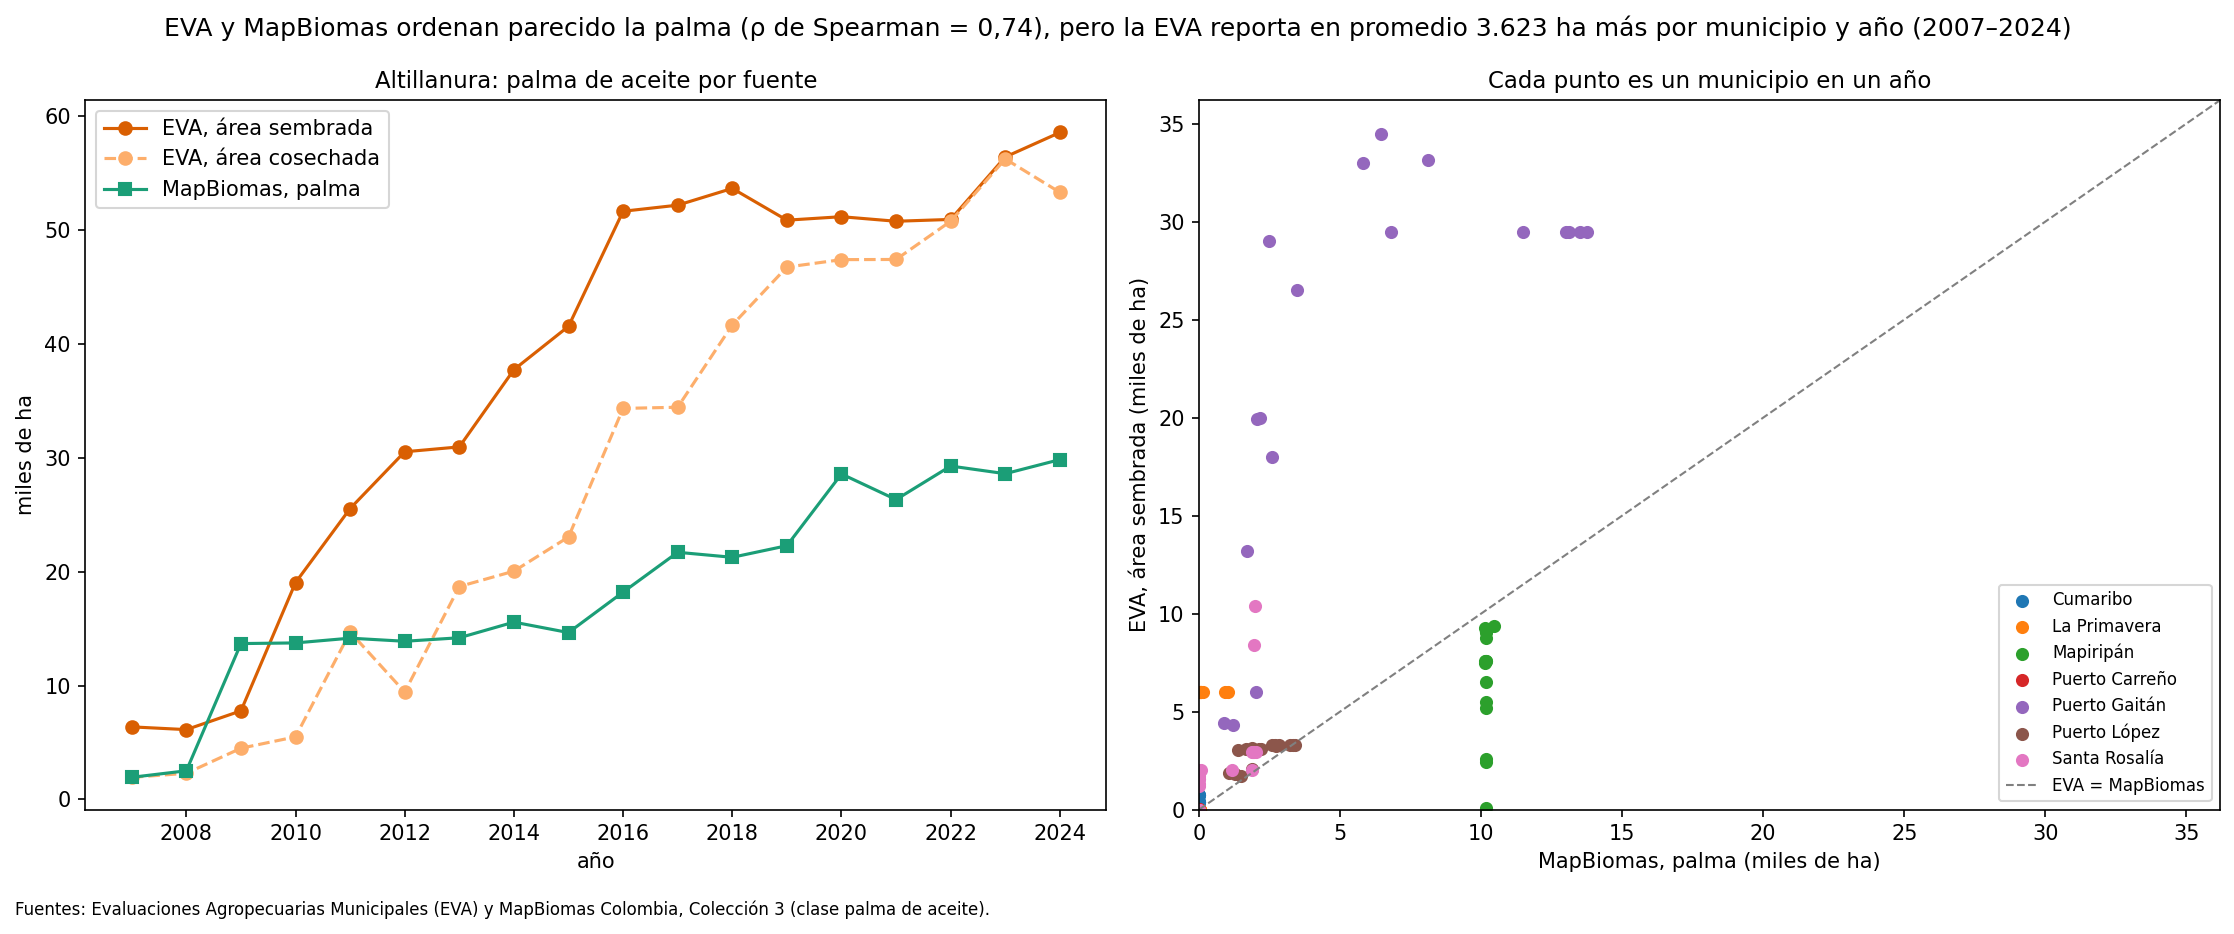 EVA y MapBiomas ordenan parecido la palma (ρ de Spearman = 0,74), pero la EVA reporta en promedio 3.623 ha más por municipio y año (2007–2024)
Altillanura: palma de aceite por fuente
EVA, área sembrada
EVA, área cosechada
MapBiomas, palma
miles de ha
60
50
40
30
20
10
0
2008 2010 2012 2014 2016 2018 2020 2022 2024
año
Cada punto es un municipio en un año
EVA, área sembrada (miles de ha)
35
30
25
20
15
10
5
0
Cumaribo
La Primavera
Mapiripán
Puerto Carreño
Puerto Gaitán
Puerto López
Santa Rosalía
EVA = MapBiomas
0 5 10 15 20 25 30 35
MapBiomas, palma (miles de ha)
Fuentes: Evaluaciones Agropecuarias Municipales (EVA) y MapBiomas Colombia, Colección 3 (clase palma de aceite).